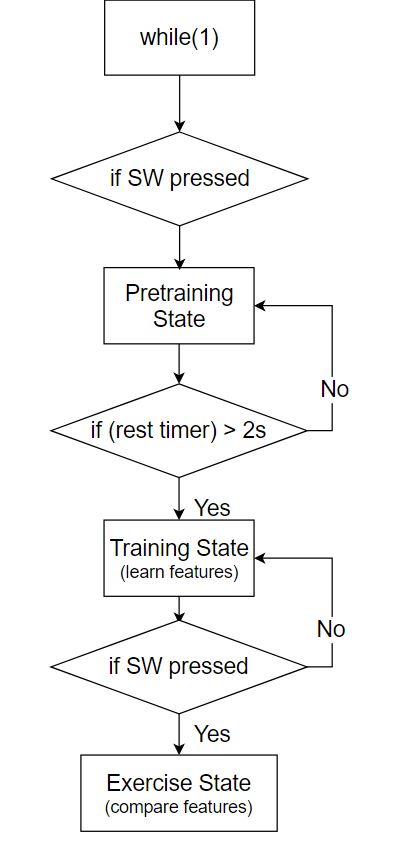 while(1)
if SW pressed
Pretraining
State
No
if (rest timer) > 2s
Yes
Training State
(learn features)
No
if SW pressed
Yes
Exercise State
(compare features)